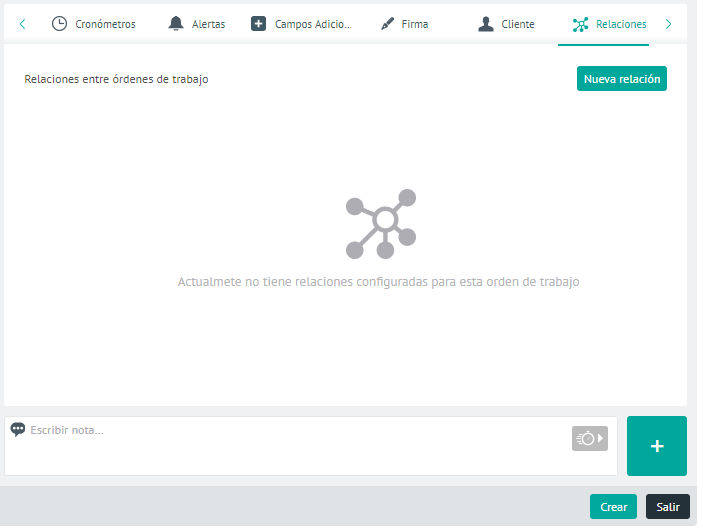 Cronómetros
Alertas
Campos Adicio...
Firma
Cliente
Relaciones
Relaciones entre órdenes de trabajo
Nueva relación
Actualmete no tiene relaciones configuradas para esta orden de trabajo
Escribir nota...
+
Crear
Salir